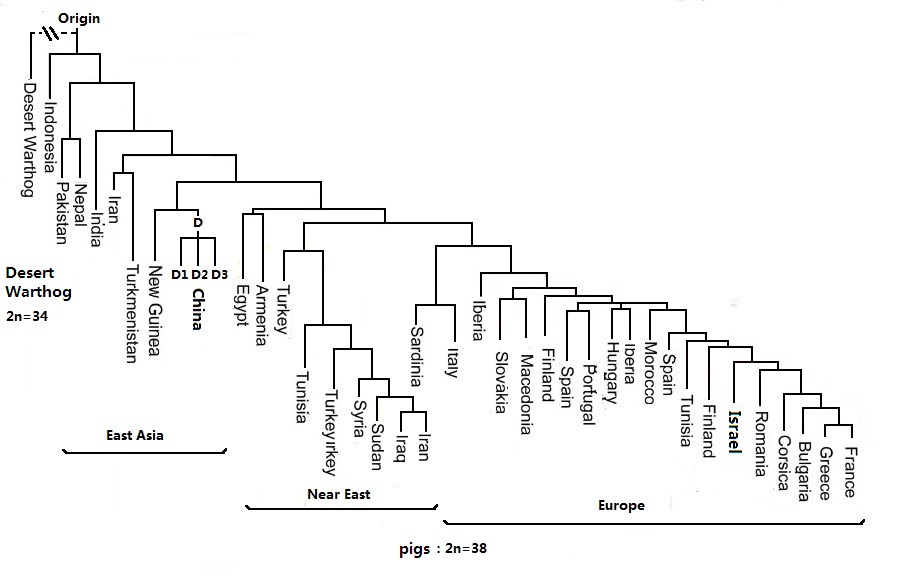 Origin
Desert Warthog
Indonesia
Pakistan
Nepal
India
Iran
Turkmenistan
New Guinea
D
D1 D2 D3
China
Egypt
Armenia
Turkey
Tunisia
Turkeyırkey
Syria
Sudan
Iraq
Iran
Sardinia
Italy
Iberia
Slovakia
Macedonia
Finland
Spain
Portugal
Hungary
Iberia
Morocco
Spain
Tunisia
Finland
Israel
Romania
Corsica
Bulgaria
Greece
France
Desert
Warthog
2n=34
East Asia
Near East
Europe
pigs : 2n=38